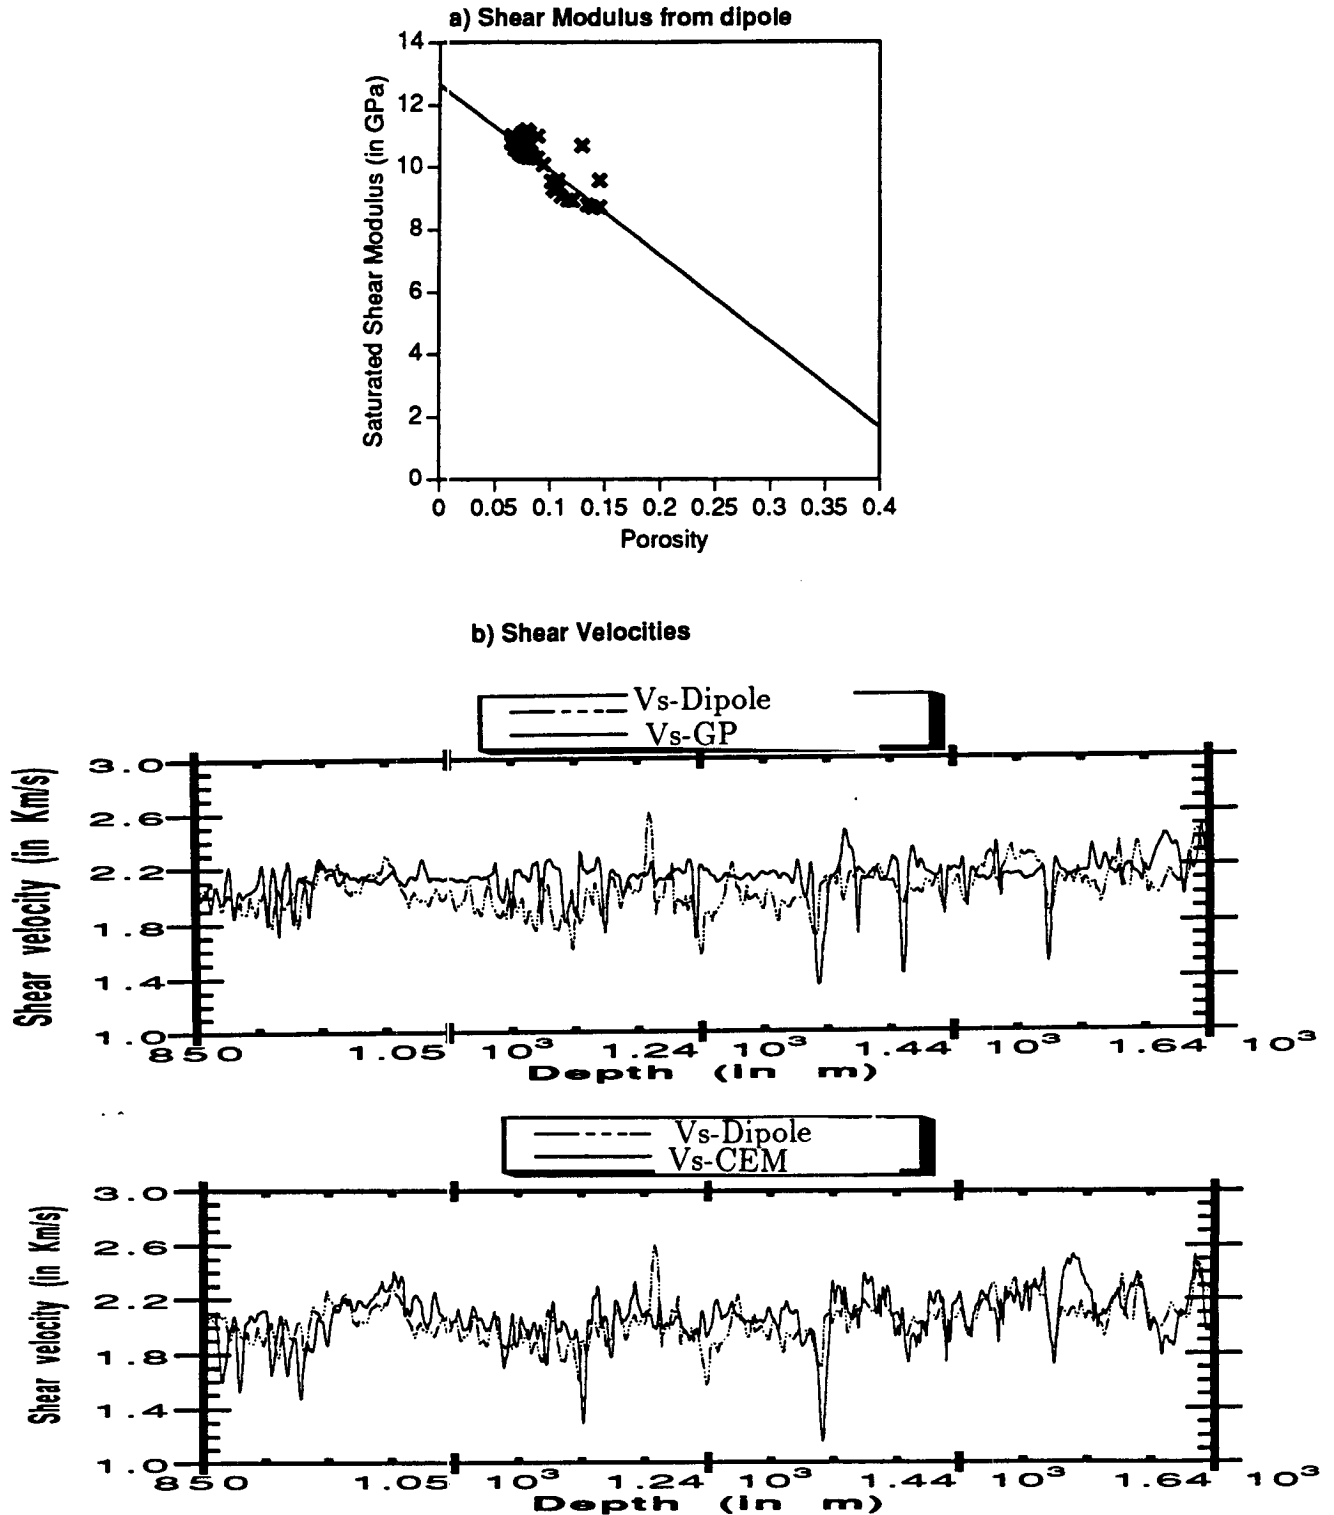 a) Shear Modulus from dipole
14
12
10
8
6
4
2
0
Saturated Shear Modulus (in GPa)
0 0.05 0.1 0.15 0.2 0.25 0.3 0.35 0.4
Porosity
b) Shear Velocities
Vs-Dipole
Vs-GP
3.0
2.6
2.2
1.8
1.4
1.0
Shear velocity (in Km/s)
850 1.05 10³ 1.24 10³ 1.44 10³ 1.64 10³
Depth (in m)
Vs-Dipole
Vs-CEM
3.0
2.6
2.2
1.8
1.4
1.0
Shear velocity (in Km/s)
850 1.05 10³ 1.24 10³ 1.44 10³ 1.64 10³
Depth (in m)